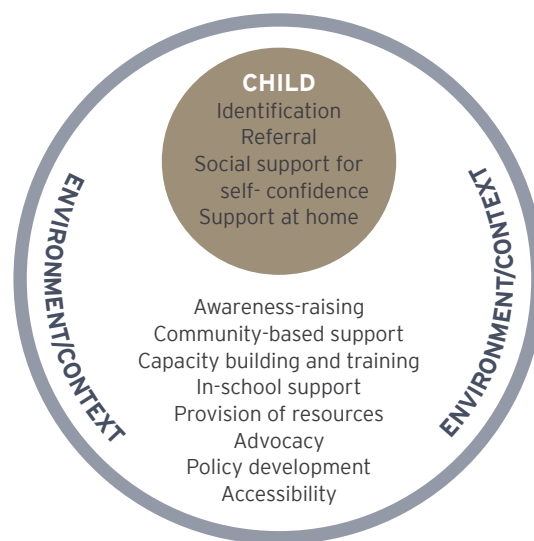 CHILD
Identification
Referral
Social support for
self- confidence
Support at home
ENVIRONMENT/CONTEXT
ENVIRONMENT/CONTEXT
Awareness-raising
Community-based support
Capacity building and training
In-school support
Provision of resources
Advocacy
Policy development
Accessibility